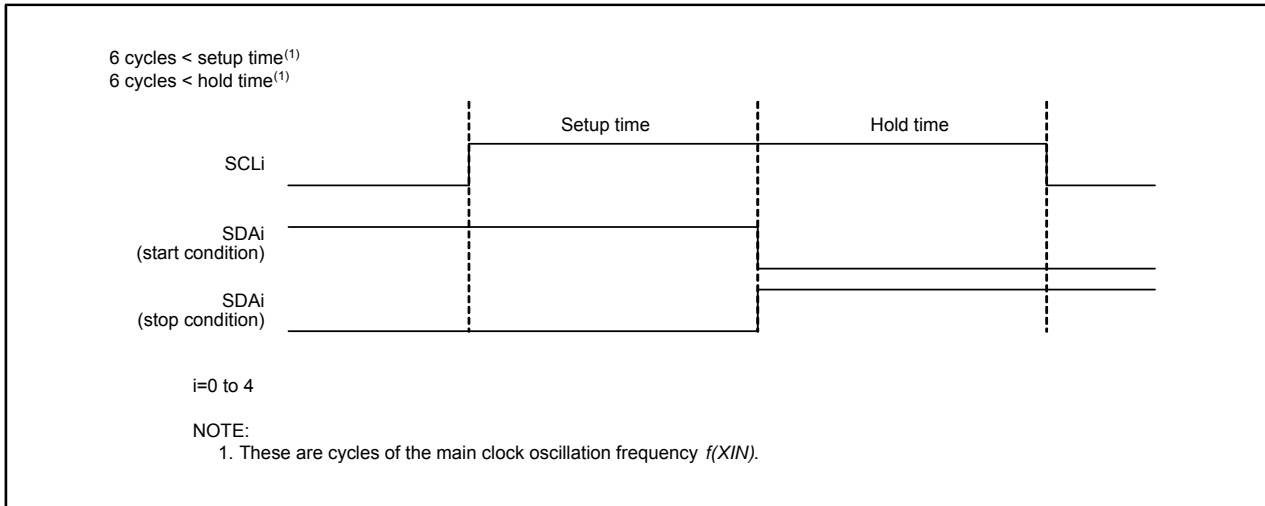 6 cycles < setup time(1)
6 cycles < hold time(1)
Setup time
Hold time
SCLi
SDAi
(start condition)
SDAi
(stop condition)
i=0 to 4
NOTE:
1. These are cycles of the main clock oscillation frequency f(XIN).